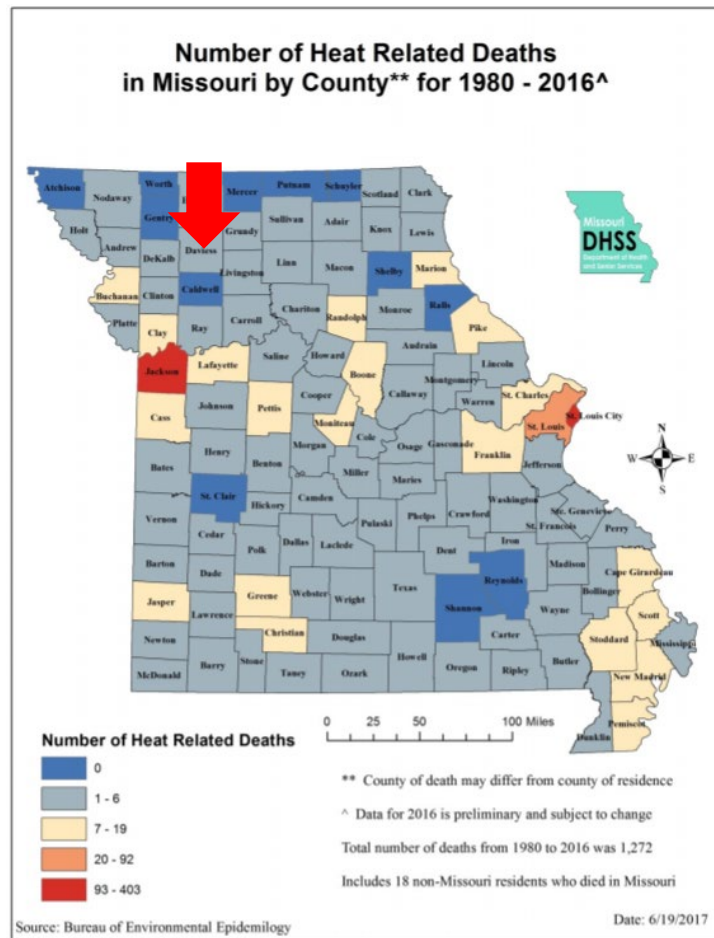 Number of Heat Related Deaths
in Missouri by County** for 1980 - 2016^
Atchison
Nodaway
Worth
Mercer
Putnam
Schuyler
Scotland
Clark
Holt
Gentry
Sullivan
Adair
Knox
Lewis
Andrew
DeKalb
Daviess
Grundy
Linn
Macon
Shelby
Marion
Buchanan
Clinton
Caldwell
Livingston
Chariton
Randolph
Monroe
Ralls
Pike
Platte
Clay
Ray
Carroll
Saline
Howard
Boone
Audrain
Lincoln
Jackson
Lafayette
Cooper
Callaway
Montgomery
Warren
St. Charles
St. Louis City
St. Louis
Cass
Johnson
Pettis
Moniteau
Cole
Osage
Gasconade
Franklin
Jefferson
Bates
Henry
Benton
Morgan
Miller
Maries
St. Clair
Hickory
Camden
Pulaski
Phelps
Crawford
Washington
Ste. Genevieve
St. Francois
Perry
Vernon
Cedar
Polk
Dallas
Laclede
Dent
Iron
Madison
Cape Girardeau
Barton
Dade
Greene
Webster
Wright
Texas
Reynolds
Shannon
Wayne
Bollinger
Scott
Jasper
Lawrence
Christian
Douglas
Carter
Stoddard
Mississippi
Newton
Barry
Stone
Taney
Ozark
Howell
Oregon
Ripley
Butler
New Madrid
McDonald
Dunklin
Pemiscot
Missouri
DHSS
Department of Health
and Senior Services
N
W E
S
0 25 50 100 Miles
Number of Heat Related Deaths
0
1 - 6
7 - 19
20 - 92
93 - 403
** County of death may differ from county of residence
^ Data for 2016 is preliminary and subject to change
Total number of deaths from 1980 to 2016 was 1,272
Includes 18 non-Missouri residents who died in Missouri
Source: Bureau of Environmental Epidemilogy
Date: 6/19/2017